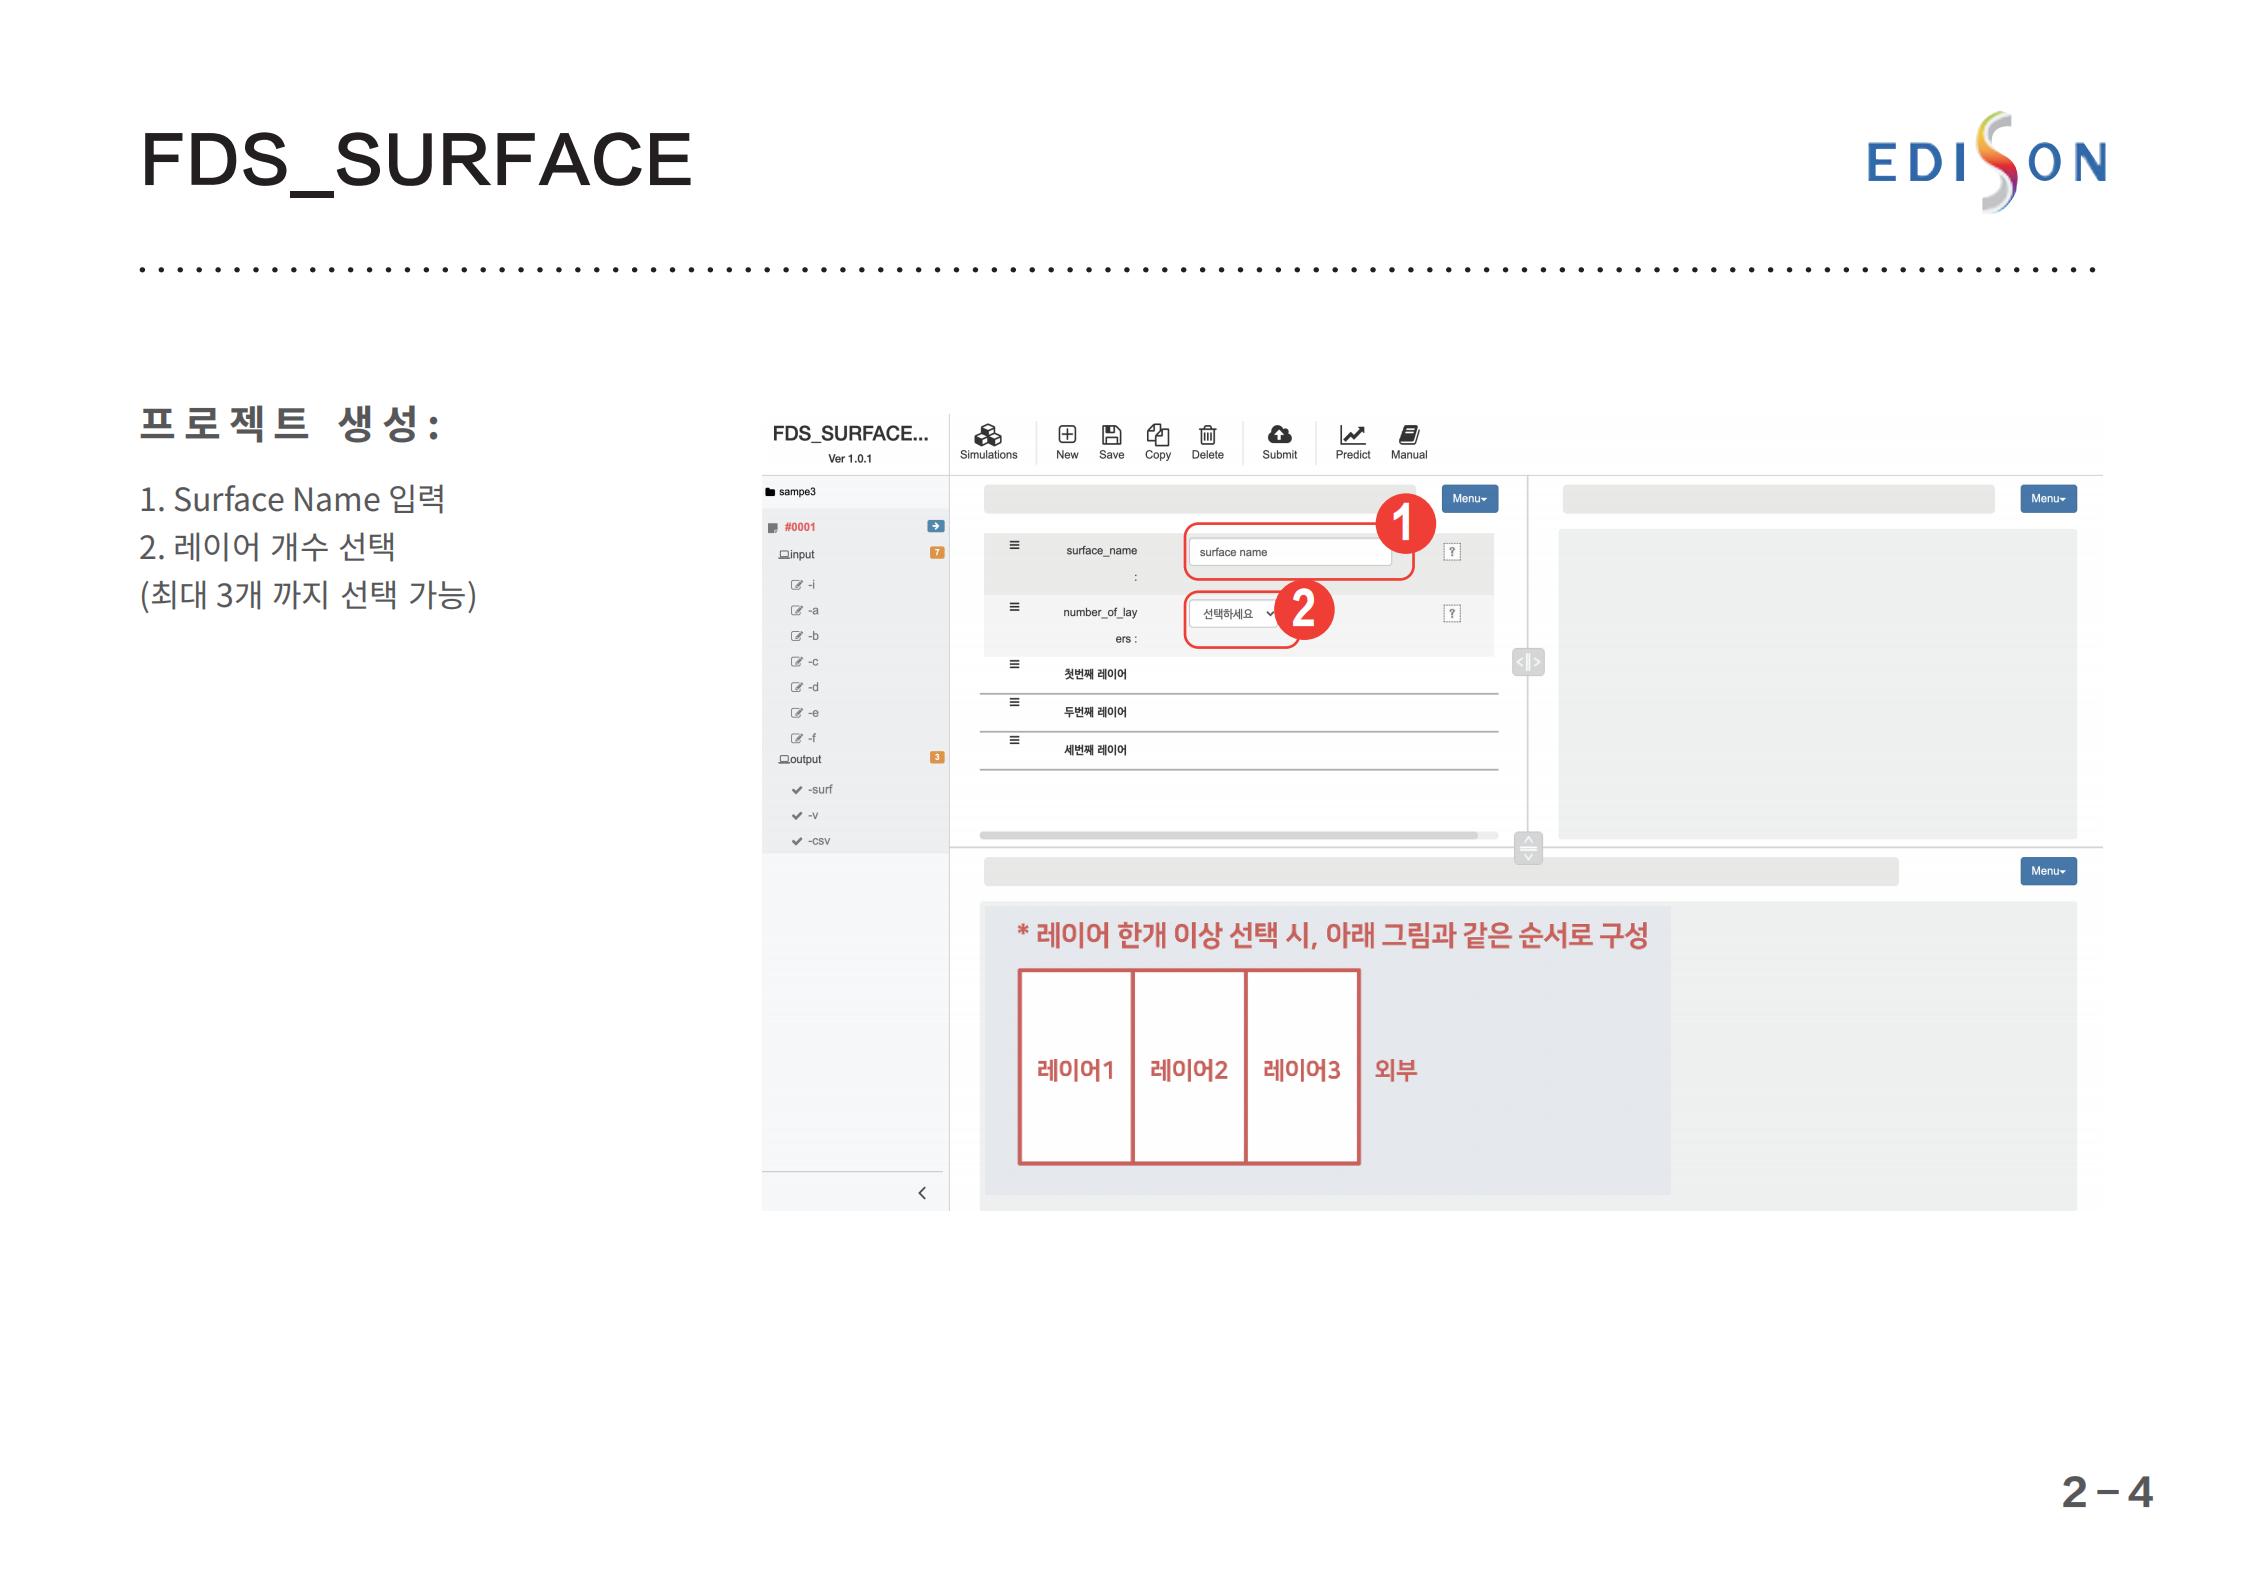 FDS_SURFACE
EDISON
프로젝트 생성:
1. Surface Name 입력
2. 레이어 개수 선택
(최대 3개 까지 선택 가능)
FDS_SURFACE...
Ver 1.0.1
Simulations
New
Save
Copy
Delete
Submit
Predict
Manual
sampe3
#0001
input
7
-i
-a
-b
-c
-d
-e
-f
output
3
-surf
-v
-csv
Menu
Menu
surface_name
:
surface name
1
?
number_of_lay
ers :
선택하세요
2
?
첫번째 레이어
두번째 레이어
세번째 레이어
Menu
* 레이어 한개 이상 선택 시, 아래 그림과 같은 순서로 구성
레이어1
레이어2
레이어3
외부
2-4